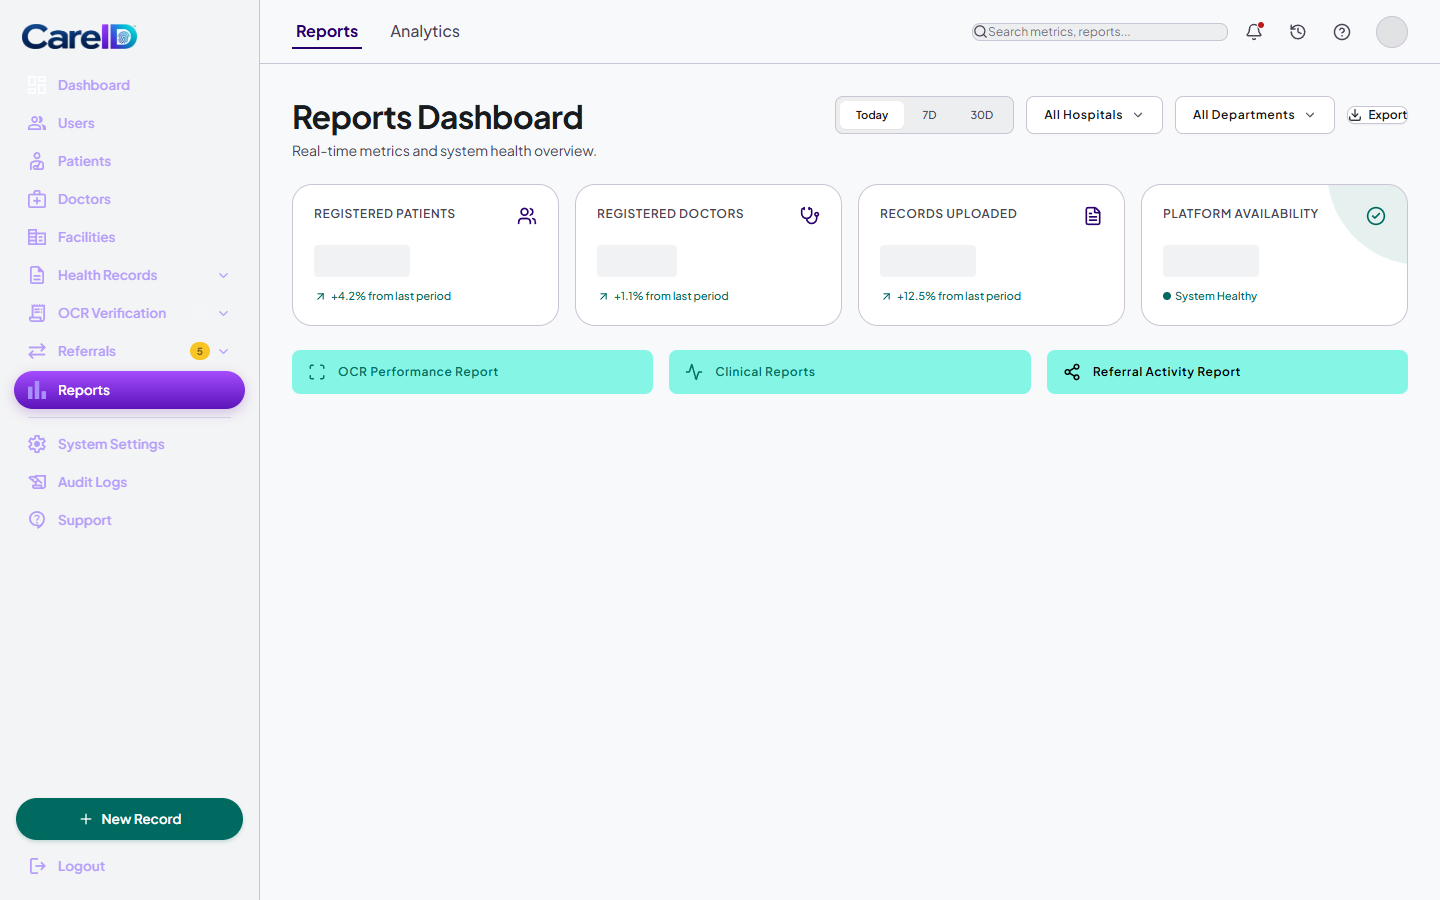 CareID
Dashboard
Users
Patients
Doctors
Facilities
Health Records
OCR Verification
Referrals 5
Reports
System Settings
Audit Logs
Support
New Record
Logout
Reports Analytics
Search metrics, reports...
Reports Dashboard
Real-time metrics and system health overview.
Today 7D 30D
All Hospitals
All Departments
Export
REGISTERED PATIENTS
+4.2% from last period
REGISTERED DOCTORS
+1.1% from last period
RECORDS UPLOADED
+12.5% from last period
PLATFORM AVAILABILITY
System Healthy
OCR Performance Report
Clinical Reports
Referral Activity Report